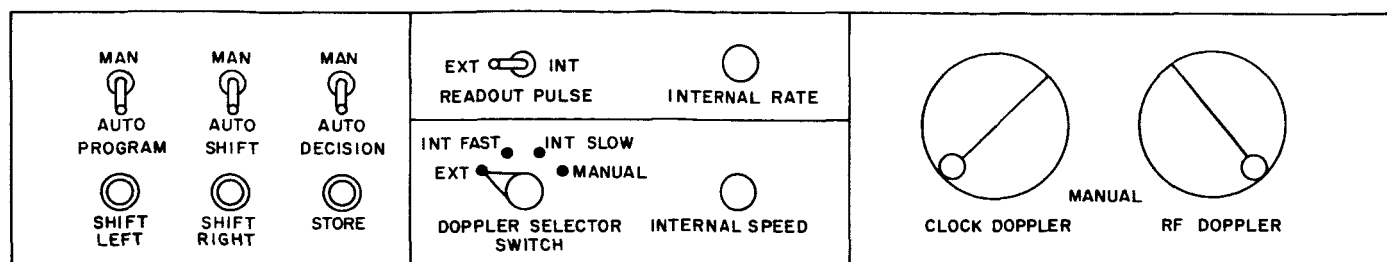 MAN MAN MAN
AUTO AUTO AUTO
PROGRAM SHIFT DECISION
SHIFT LEFT
SHIFT RIGHT
STORE
EXT INT
READOUT PULSE
INTERNAL RATE
INT FAST INT SLOW
EXT MANUAL
DOPPLER SELECTOR
SWITCH
INTERNAL SPEED
MANUAL
CLOCK DOPPLER RF DOPPLER